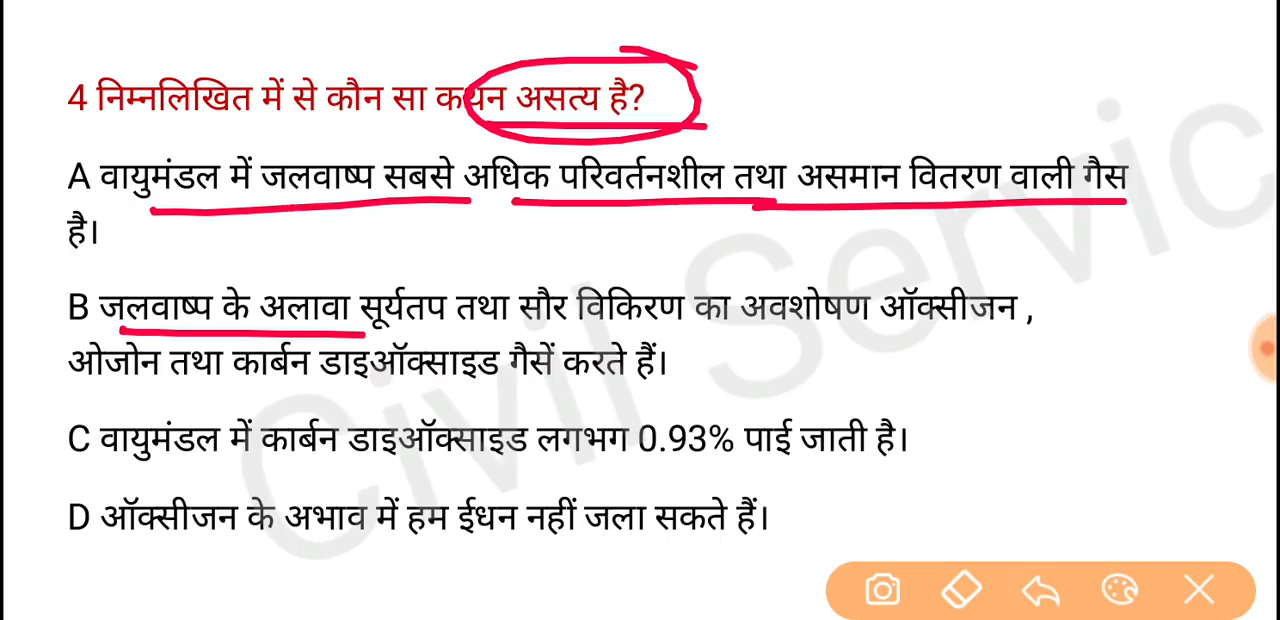 4 निम्नलिखित में से कौन सा कथन असत्य है?
A वायुमंडल में जलवाष्प सबसे अधिक परिवर्तनशील तथा असमान वितरण वाली गैस
है।
B जलवाष्प के अलावा सूर्यतप तथा सौर विकिरण का अवशोषण ऑक्सीजन ,
ओजोन तथा कार्बन डाइऑक्साइड गैसें करते हैं।
C वायुमंडल में कार्बन डाइऑक्साइड लगभग 0.93% पाई जाती है।
D ऑक्सीजन के अभाव में हम ईधन नहीं जला सकते हैं।
Civil Servic